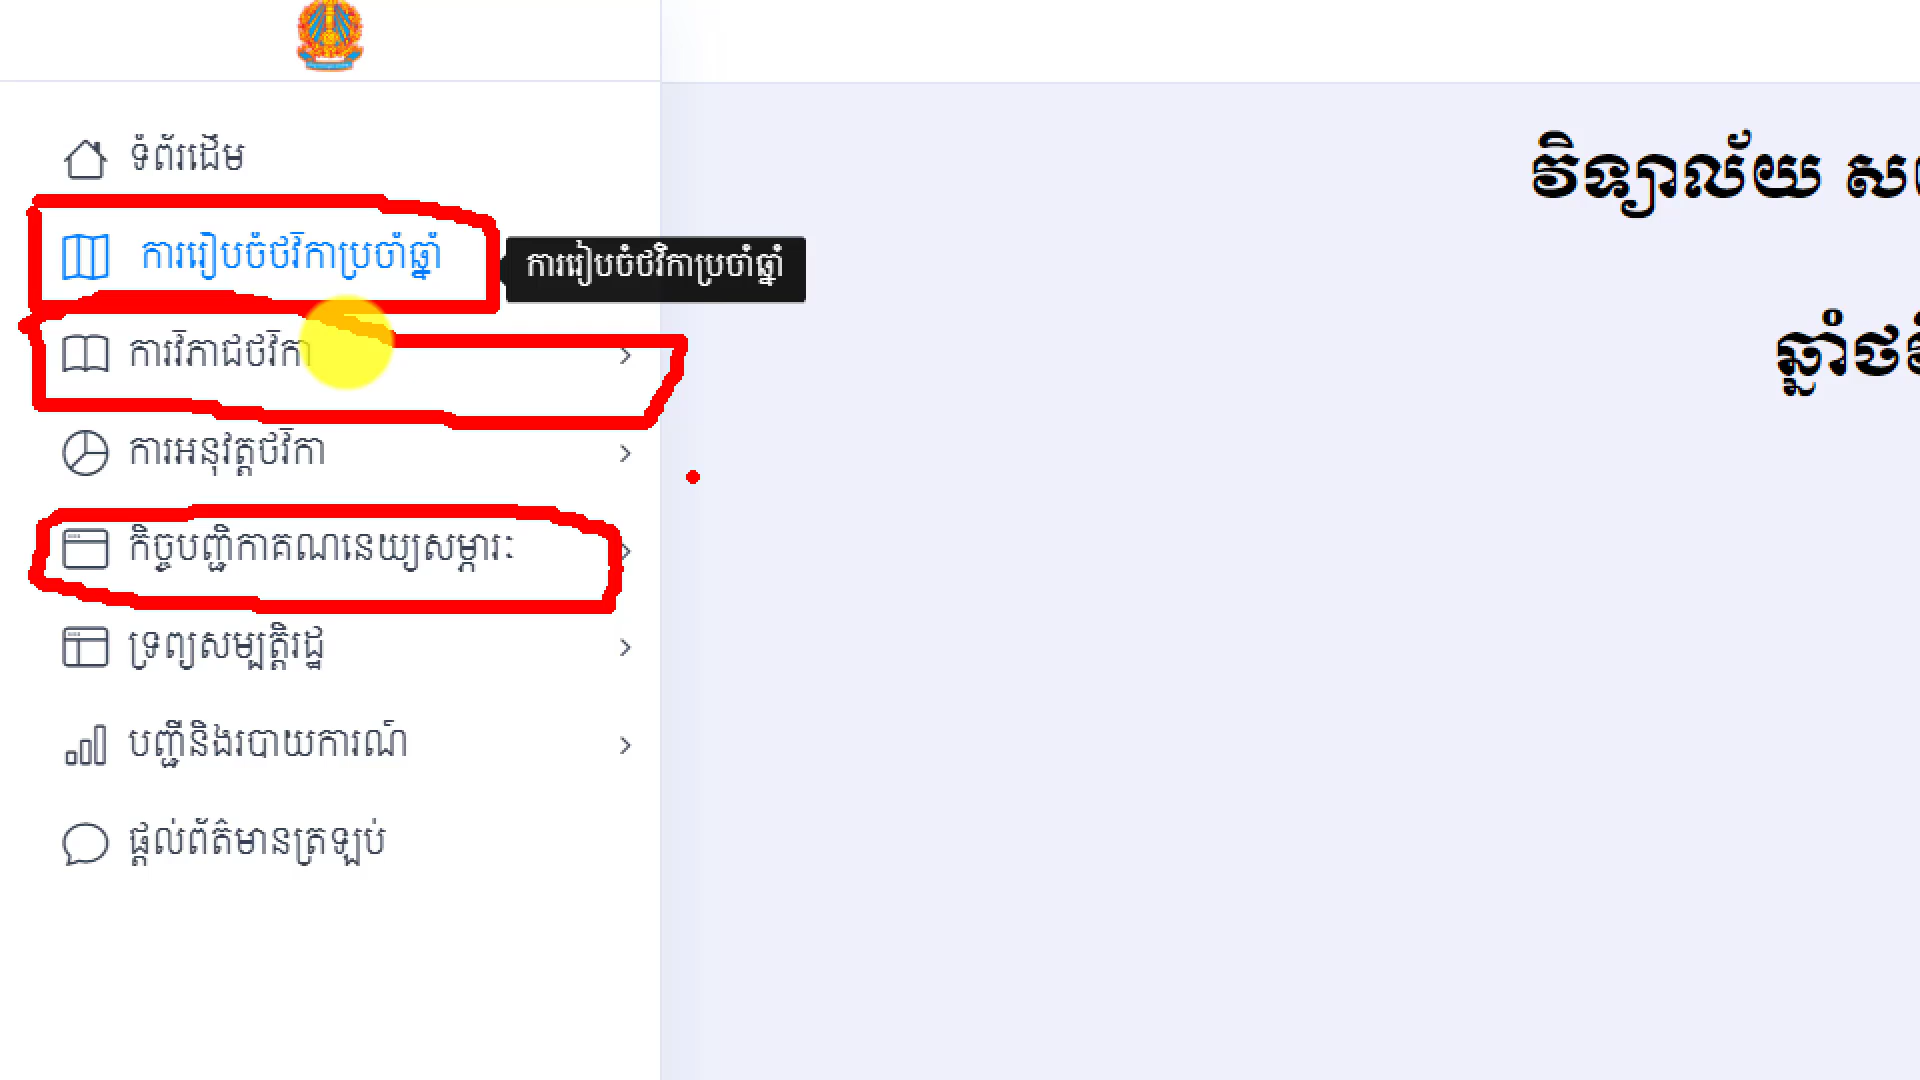 ទំព័រដើម
ការរៀបចំថវិកាប្រចាំឆ្នាំ
ការរៀបចំថវិកាប្រចាំឆ្នាំ
ការវិភាជថវិកា
ការអនុវត្តថវិកា
កិច្ចបញ្ជិកាគណនេយ្យសម្ភារៈ
ទ្រព្យសម្បត្តិរដ្ឋ
បញ្ជីនិងរបាយការណ៍
ផ្តល់ព័ត៌មានត្រឡប់
វិទ្យាល័យ
ឆ្នាំ